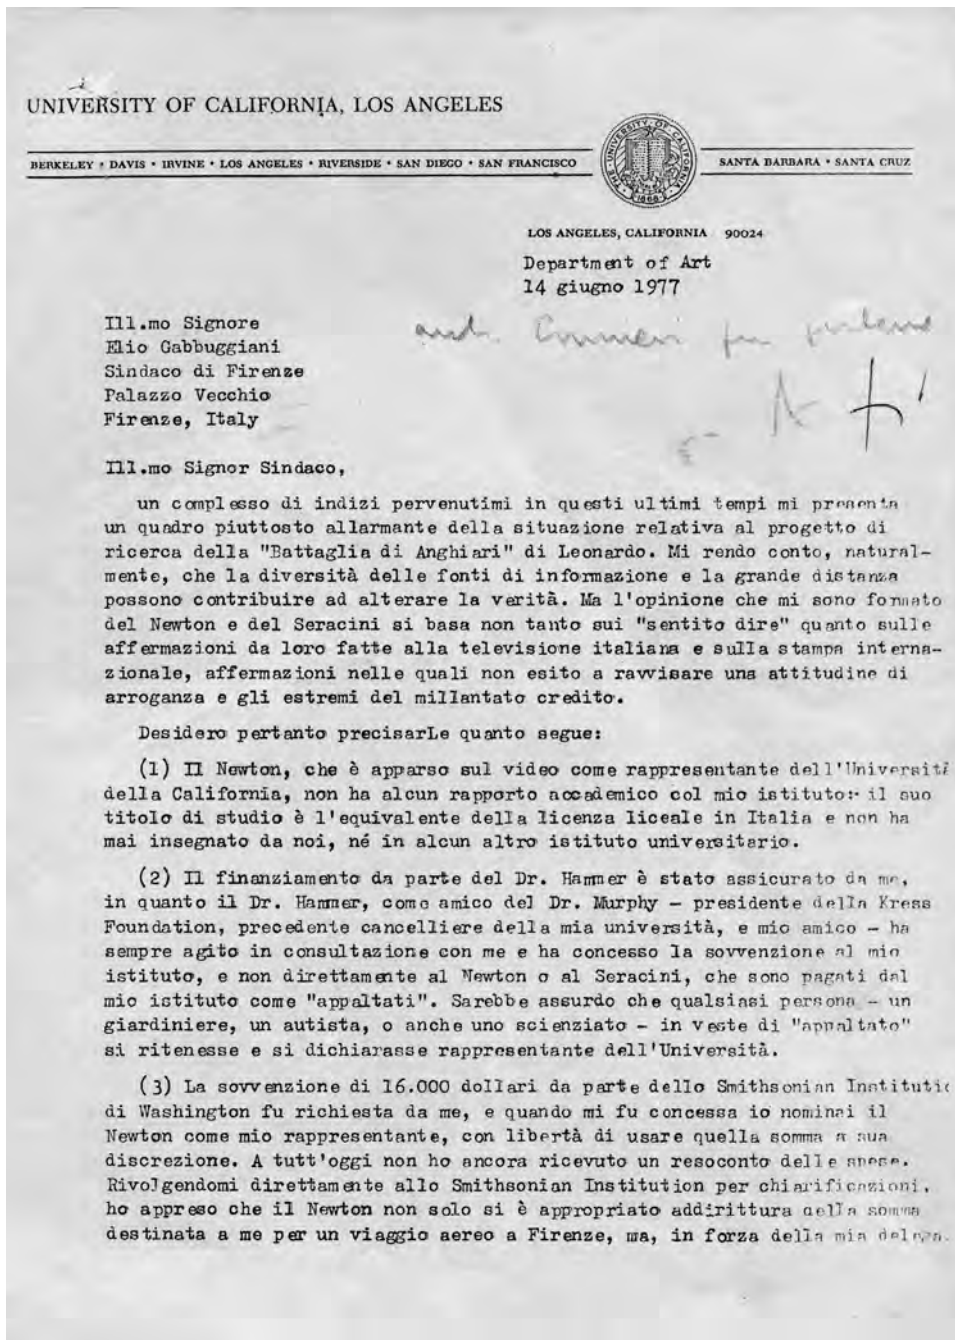 UNIVERSITY OF CALIFORNIA, LOS ANGELES
BERKELEY • DAVIS • IRVINE • LOS ANGELES • RIVERSIDE • SAN DIEGO • SAN FRANCISCO
SANTA BARBARA • SANTA CRUZ
LOS ANGELES, CALIFORNIA 90024
Department of Art
14 giugno 1977
Ill.mo Signore
Elio Gabbuggiani
Sindaco di Firenze
Palazzo Vecchio
Firenze, Italy
Ill.mo Signor Sindaco,
un complesso di indizi pervenutimi in questi ultimi tempi mi presenta
un quadro piuttosto allarmante della situazione relativa al progetto di
ricerca della "Battaglia di Anghiari" di Leonardo. Mi rendo conto, natural-
mente, che la diversità delle fonti di informazione e la grande distanza
possono contribuire ad alterare la verità. Ma l'opinione che mi sono formato
del Newton e del Seracini si basa non tanto sui "sentito dire" quanto sulle
affermazioni da loro fatte alla televisione italiana e sulla stampa interna-
zionale, affermazioni nelle quali non esito a ravvisare una attitudine di
arroganza e gli estremi del millantato credito.
Desidero pertanto precisarLe quanto segue:
(1) Il Newton, che è apparso sul video come rappresentante dell'Università
della California, non ha alcun rapporto accademico col mio istituto: il suo
titolo di studio è l'equivalente della licenza liceale in Italia e non ha
mai insegnato da noi, né in alcun altro istituto universitario.
(2) Il finanziamento da parte del Dr. Hammer è stato assicurato da me,
in quanto il Dr. Hammer, come amico del Dr. Murphy - presidente della Kress
Foundation, precedente cancelliere della mia università, e mio amico - ha
sempre agito in consultazione con me e ha concesso la sovvenzione al mio
istituto, e non direttamente al Newton o al Seracini, che sono pagati dal
mio istituto come "appaltati". Sarebbe assurdo che qualsiasi persona - un
giardiniere, un autista, o anche uno scienziato - in veste di "appaltato"
si ritenesse e si dichiarasse rappresentante dell'Università.
(3) La sovvenzione di 16.000 dollari da parte dello Smithsonian Institutio
di Washington fu richiesta da me, e quando mi fu concessa io nominai il
Newton come mio rappresentante, con libertà di usare quella somma a sua
discrezione. A tutt'oggi non ho ancora ricevuto un resoconto delle spese.
Rivolgendomi direttamente allo Smithsonian Institution per chiarificazioni,
ho appreso che il Newton non solo si è appropriato addirittura della somma
destinata a me per un viaggio aereo a Firenze, ma, in forza della mia delega,